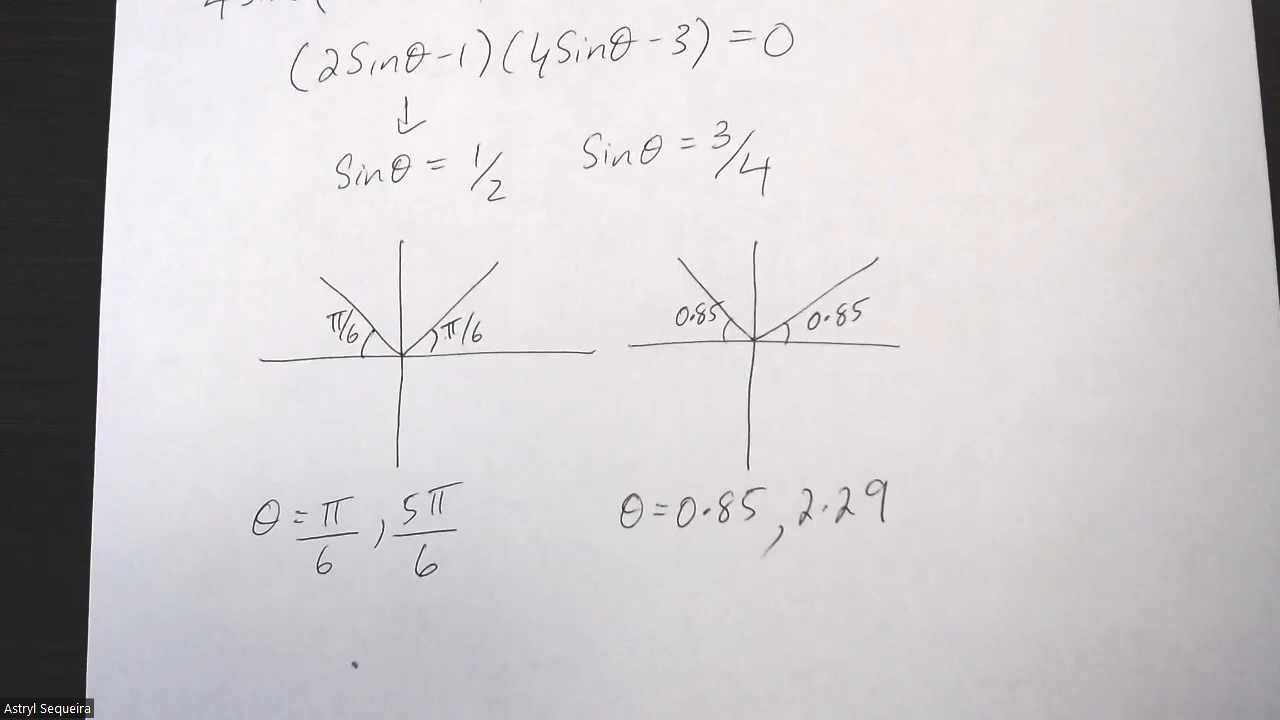 (2Sinθ-1)(4Sinθ-3) = 0
Sinθ = 1/2
Sinθ = 3/4
π/6
π/6
0.85
0.85
θ = π/6, 5π/6
θ = 0.85, 2.29
Astryl Sequeira